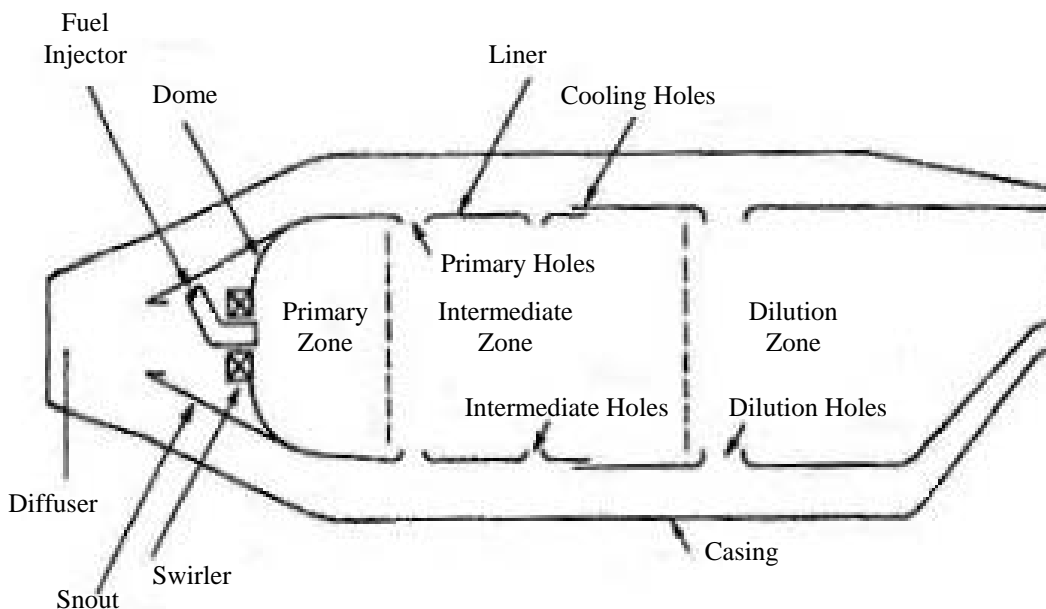 Fuel
Injector
Dome
Liner
Cooling Holes
Primary Holes
Primary
Zone
Intermediate
Zone
Dilution
Zone
Intermediate Holes
Dilution Holes
Diffuser
Swirler
Snout
Casing